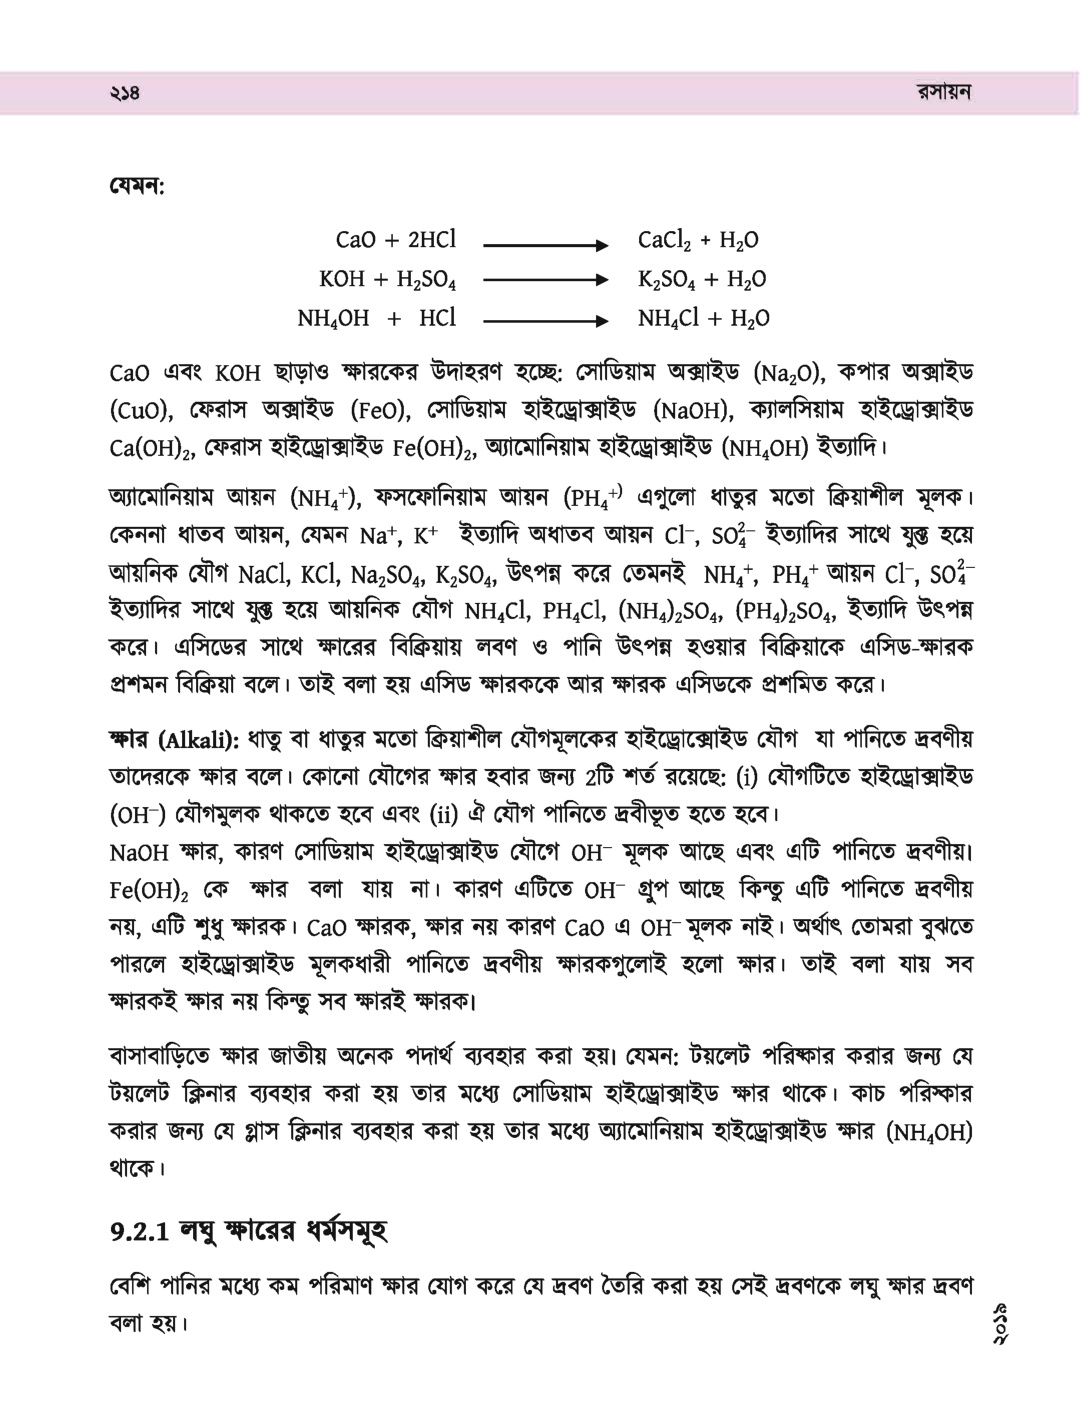 ২১৪ রসায়ন
যেমন:
CaO + 2HCl ⟶ CaCl₂ + H₂O
KOH + H₂SO₄ ⟶ K₂SO₄ + H₂O
NH₄OH + HCl ⟶ NH₄Cl + H₂O
CaO এবং KOH ছাড়াও ক্ষারকের উদাহরণ হচ্ছে: সোডিয়াম অক্সাইড (Na₂O), কপার অক্সাইড
(CuO), ফেরাস অক্সাইড (FeO), সোডিয়াম হাইড্রোক্সাইড (NaOH), ক্যালসিয়াম হাইড্রোক্সাইড
Ca(OH)₂, ফেরাস হাইড্রোক্সাইড Fe(OH)₂, অ্যামোনিয়াম হাইড্রোক্সাইড (NH₄OH) ইত্যাদি।
অ্যামোনিয়াম আয়ন (NH₄⁺), ফসফোনিয়াম আয়ন (PH₄⁺⁾ এগুলো ধাতুর মতো ক্রিয়াশীল মূলক।
কেননা ধাতব আয়ন, যেমন Na⁺, K⁺ ইত্যাদি অধাতব আয়ন Cl⁻, SO₄²⁻ ইত্যাদির সাথে যুক্ত হয়ে
আয়নিক যৌগ NaCl, KCl, Na₂SO₄, K₂SO₄, উৎপন্ন করে তেমনই NH₄⁺, PH₄⁺ আয়ন Cl⁻, SO₄²⁻
ইত্যাদির সাথে যুক্ত হয়ে আয়নিক যৌগ NH₄Cl, PH₄Cl, (NH₄)₂SO₄, (PH₄)₂SO₄, ইত্যাদি উৎপন্ন
করে। এসিডের সাথে ক্ষারের বিক্রিয়ায় লবণ ও পানি উৎপন্ন হওয়ার বিক্রিয়াকে এসিড-ক্ষারক
প্রশমন বিক্রিয়া বলে। তাই বলা হয় এসিড ক্ষারককে আর ক্ষারক এসিডকে প্রশমিত করে।
ক্ষার (Alkali): ধাতু বা ধাতুর মতো ক্রিয়াশীল যৌগমূলকের হাইড্রোক্সোইড যৌগ যা পানিতে দ্রবণীয়
তাদেরকে ক্ষার বলে। কোনো যৌগের ক্ষার হবার জন্য 2টি শর্ত রয়েছে: (i) যৌগটিতে হাইড্রোক্সাইড
(OH⁻) যৌগমুলক থাকতে হবে এবং (ii) ঐ যৌগ পানিতে দ্রবীভূত হতে হবে।
NaOH ক্ষার, কারণ সোডিয়াম হাইড্রোক্সাইড যৌগে OH⁻ মূলক আছে এবং এটি পানিতে দ্রবণীয়।
Fe(OH)₂ কে ক্ষার বলা যায় না। কারণ এটিতে OH⁻ গ্রুপ আছে কিন্তু এটি পানিতে দ্রবণীয়
নয়, এটি শুধু ক্ষারক। CaO ক্ষারক, ক্ষার নয় কারণ CaO এ OH⁻ মূলক নাই। অর্থাৎ তোমরা বুঝতে
পারলে হাইড্রোক্সাইড মূলকধারী পানিতে দ্রবণীয় ক্ষারকগুলোই হলো ক্ষার। তাই বলা যায় সব
ক্ষারকই ক্ষার নয় কিন্তু সব ক্ষারই ক্ষারক।
বাসাবাড়িতে ক্ষার জাতীয় অনেক পদার্থ ব্যবহার করা হয়। যেমন: টয়লেট পরিষ্কার করার জন্য যে
টয়লেট ক্লিনার ব্যবহার করা হয় তার মধ্যে সোডিয়াম হাইড্রোক্সাইড ক্ষার থাকে। কাচ পরিস্কার
করার জন্য যে গ্লাস ক্লিনার ব্যবহার করা হয় তার মধ্যে অ্যামোনিয়াম হাইড্রোক্সাইড ক্ষার (NH₄OH)
থাকে।
9.2.1 লঘু ক্ষারের ধর্মসমূহ
বেশি পানির মধ্যে কম পরিমাণ ক্ষার যোগ করে যে দ্রবণ তৈরি করা হয় সেই দ্রবণকে লঘু ক্ষার দ্রবণ
বলা হয়।
২০১৯